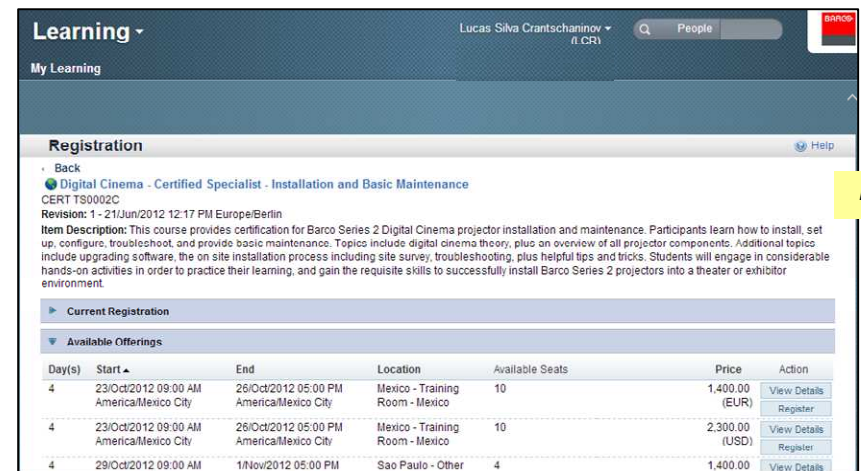 Learning
Lucas Silva Crantschaninov
(LCR)
People
BARCO
My Learning
Registration
Help
Back
Digital Cinema - Certified Specialist - Installation and Basic Maintenance
CERT TS0002C
Revision: 1 - 21/Jun/2012 12:17 PM Europe/Berlin
Item Description: This course provides certification for Barco Series 2 Digital Cinema projector installation and maintenance. Participants learn how to install, set
up, configure, troubleshoot, and provide basic maintenance. Topics include digital cinema theory, plus an overview of all projector components. Additional topics
include upgrading software, the on site installation process including site survey, troubleshooting, plus helpful tips and tricks. Students will engage in considerable
hands-on activities in order to practice their learning, and gain the requisite skills to successfully install Barco Series 2 projectors into a theater or exhibitor
environment.
Current Registration
Available Offerings
Day(s) Start End Location Available Seats Price Action
4 23/Oct/2012 09:00 AM 26/Oct/2012 05:00 PM Mexico - Training 10 1,400.00 View Details
America/Mexico City America/Mexico City Room - Mexico (EUR) Register
4 23/Oct/2012 09:00 AM 26/Oct/2012 05:00 PM Mexico - Training 10 2,300.00 View Details
America/Mexico City America/Mexico City Room - Mexico (USD) Register
4 29/Oct/2012 09:00 AM 1/Nov/2012 05:00 PM Sao Paulo - Other 4 1,400.00 View Details